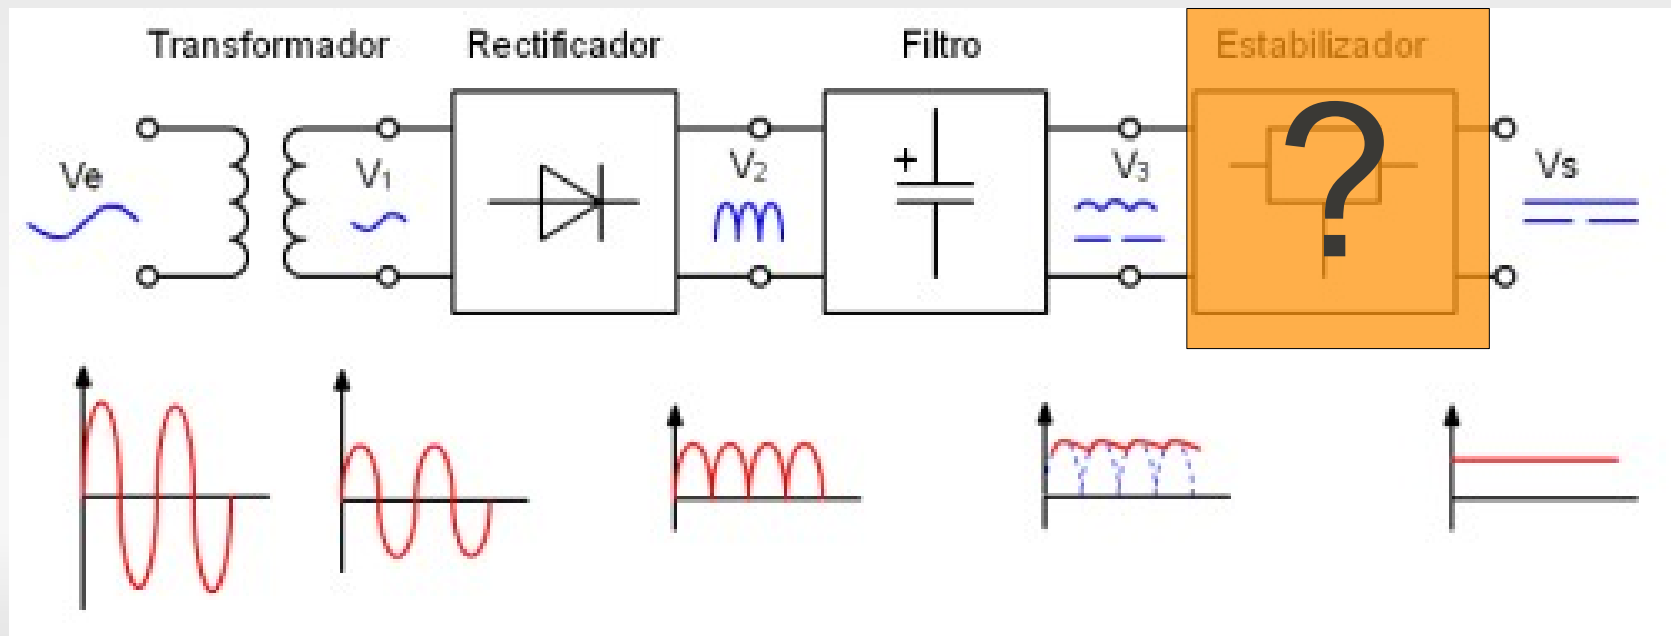 Transformador Rectificador Filtro Estabilizador
Ve V₁ V₂ + V₃ ? Vs